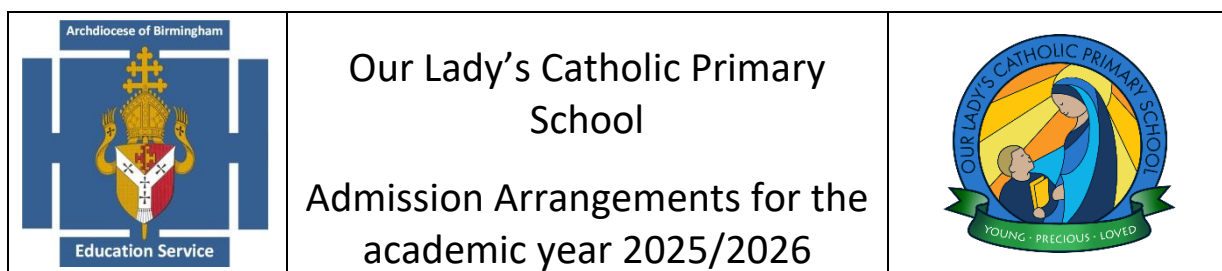 Archdiocese of Birmingham
Education Service
Our Lady’s Catholic Primary
School
Admission Arrangements for the
academic year 2025/2026
OUR LADY'S CATHOLIC PRIMARY SCHOOL
YOUNG · PRECIOUS · LOVED